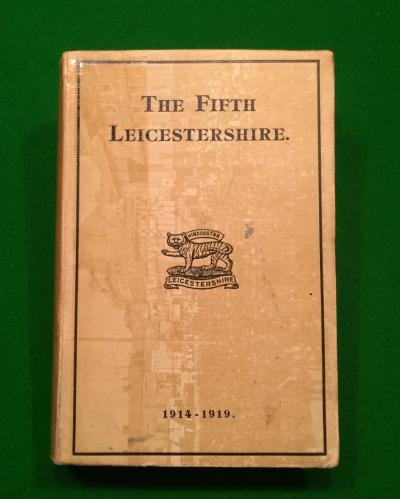 THE FIFTH
LEICESTERSHIRE.
HINDOOSTAN
LEICESTERSHIRE
1914-1919.